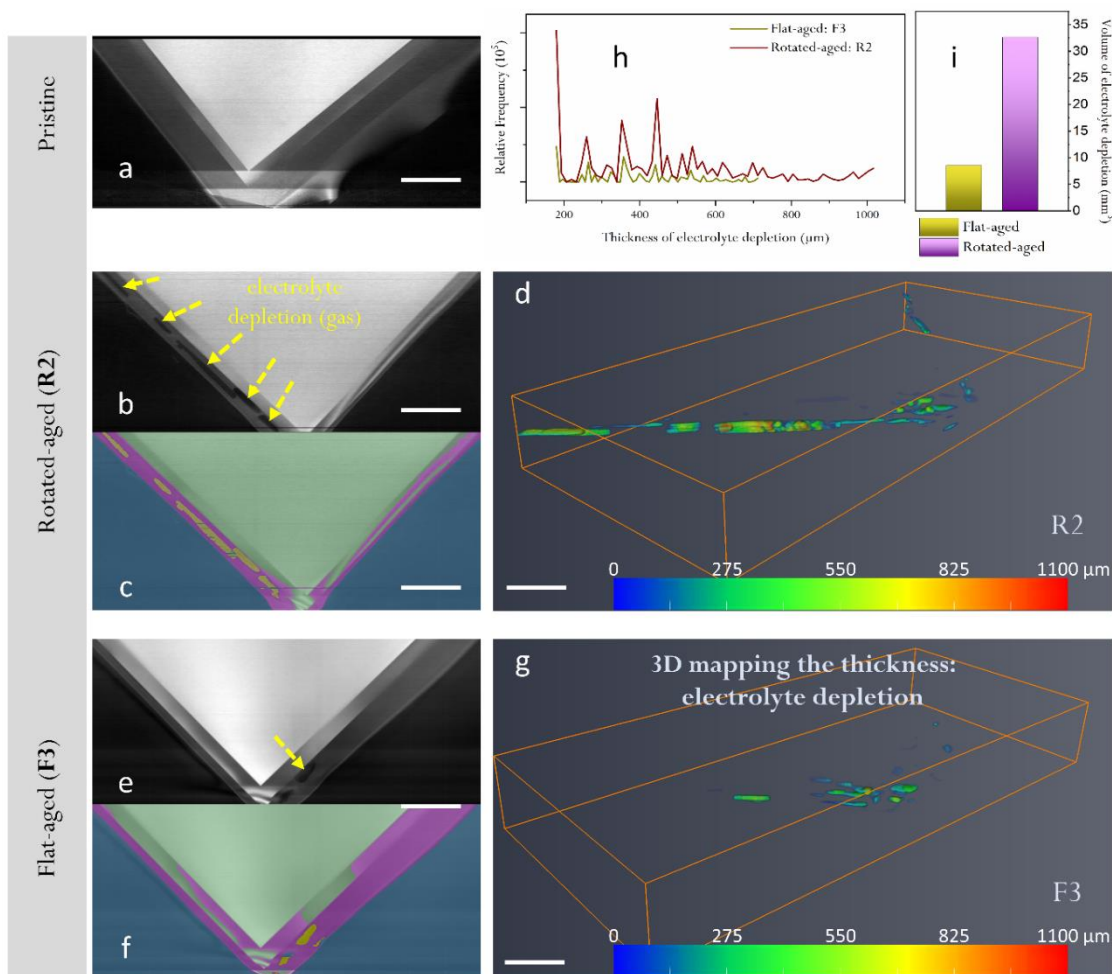 Pristine
a
Relative Frequency (10⁵)
h
Flat-aged: F3
Rotated-aged: R2
200 400 600 800 1000
Thickness of electrolyte depletion (µm)
i
35
30
25
20
15
10
5
0
Volume of electrolyte depletion (mm³)
Flat-aged
Rotated-aged
Rotated-aged (R2)
electrolyte
depletion (gas)
b
c
d
R2
0 275 550 825 1100 µm
Flat-aged (F3)
e
f
g
3D mapping the thickness:
electrolyte depletion
F3
0 275 550 825 1100 µm